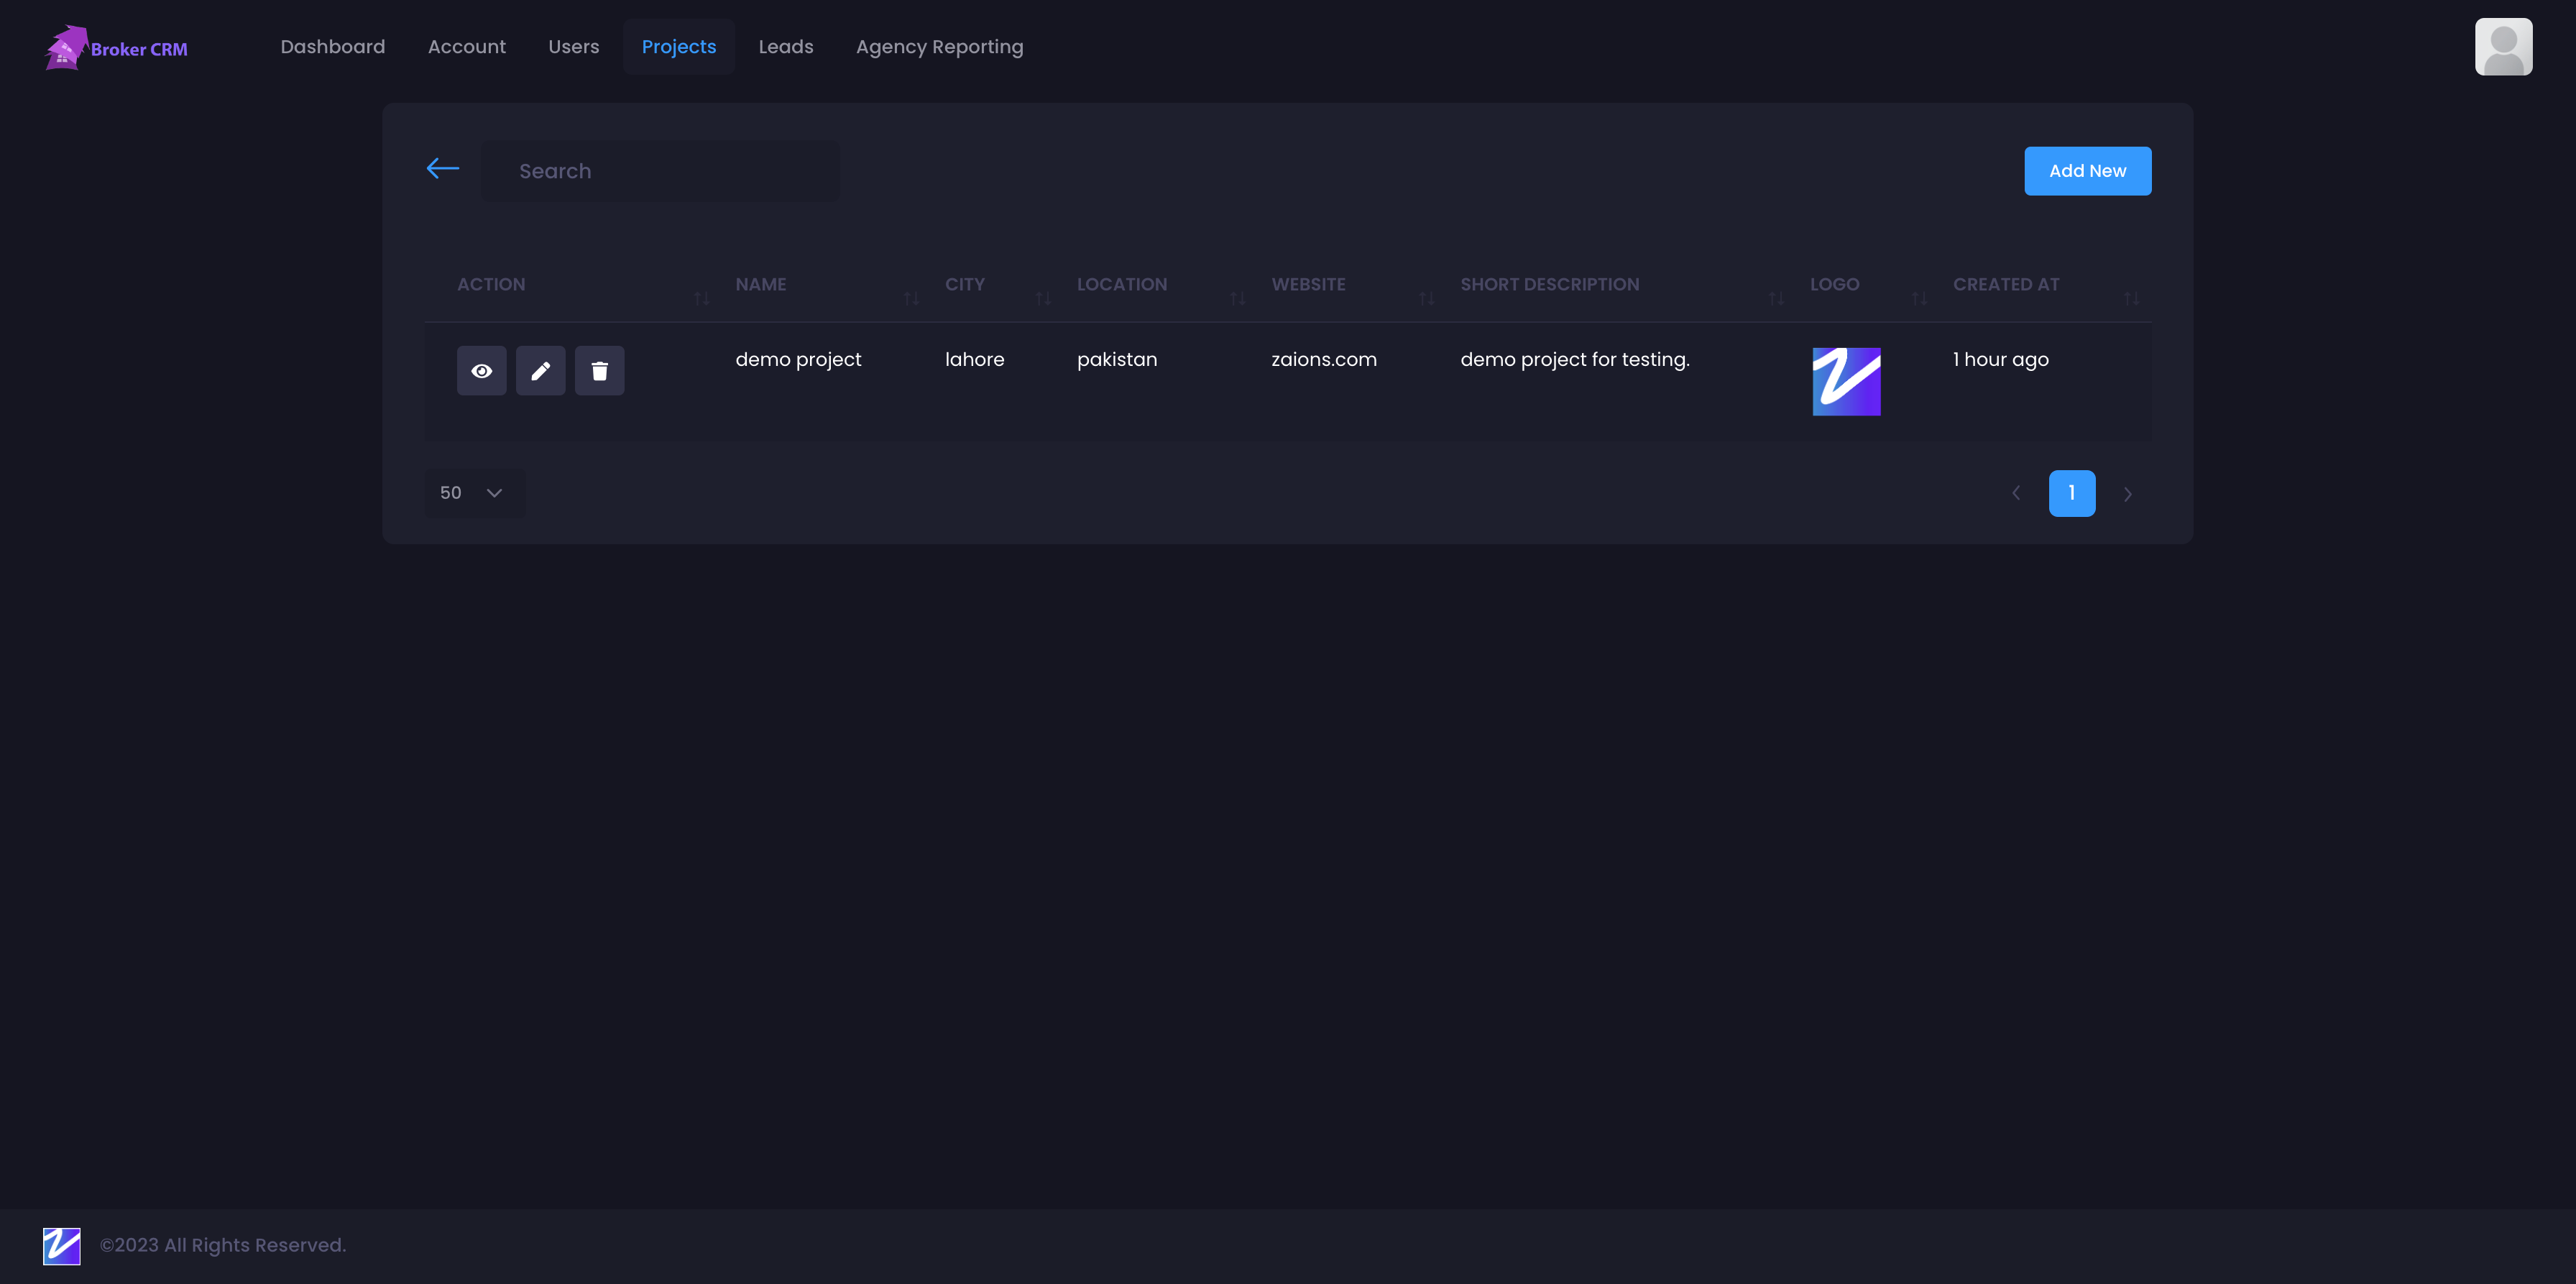 Broker CRM
Dashboard Account Users Projects Leads Agency Reporting
Search
Add New
ACTION NAME CITY LOCATION WEBSITE SHORT DESCRIPTION LOGO CREATED AT
demo project lahore pakistan zaions.com demo project for testing. 1 hour ago
50
1
©2023 All Rights Reserved.